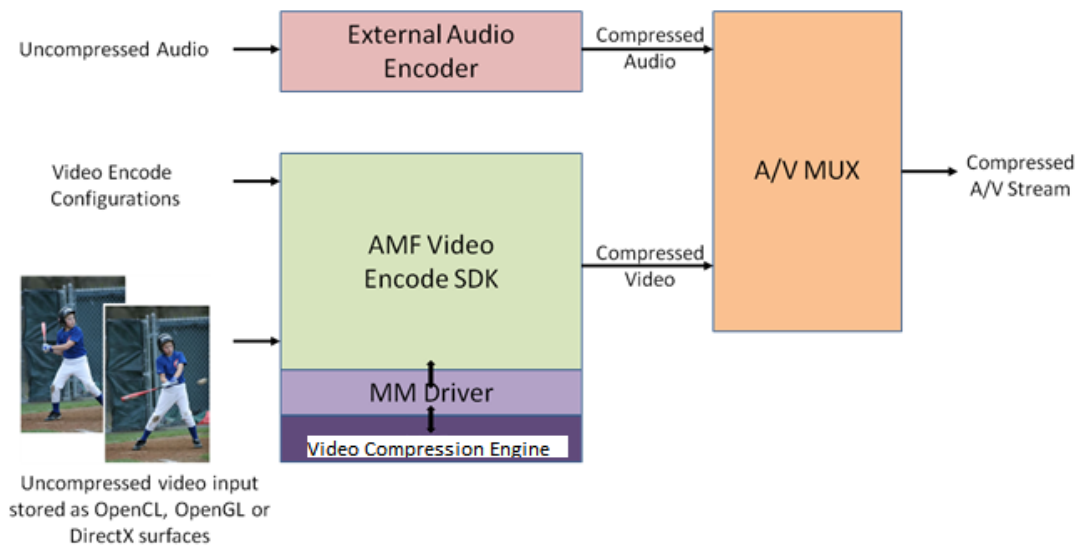 Uncompressed Audio
External Audio
Encoder
Compressed
Audio
Video Encode
Configurations
AMF Video
Encode SDK
Compressed
Video
A/V MUX
Compressed
A/V Stream
MM Driver
Video Compression Engine
Uncompressed video input
stored as OpenCL, OpenGL or
DirectX surfaces